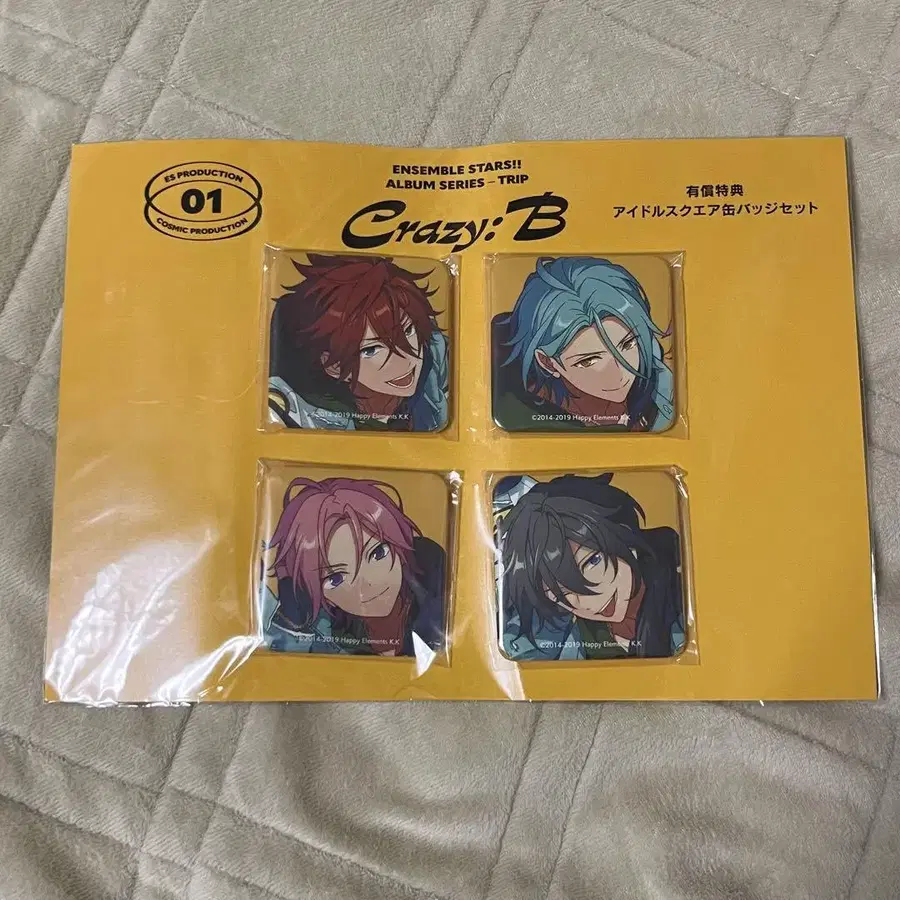 ES PRODUCTION
01
COSMIC PRODUCTION
ENSEMBLE STARS!!
ALBUM SERIES – TRIP
Crazy:B
有償特典
アイドルスクエア缶バッジセット
©2014-2019 Happy Elements K.K
©2014-2019 Happy Elements K.K
©2014-2019 Happy Elements K.K
©2014-2019 Happy Elements K.K